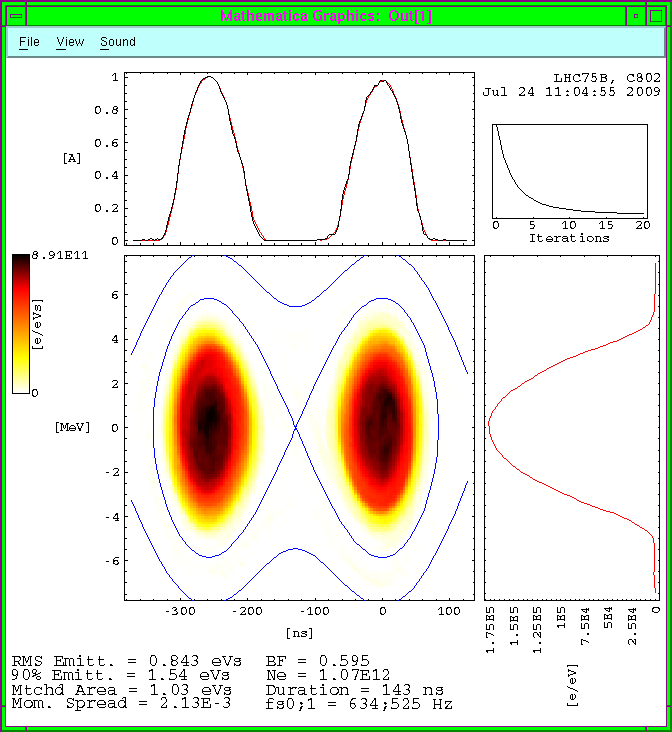 Mathematica Graphics: Out[1]
File View Sound
LHC75B, C802
Jul 24 11:04:55 2009
1
0.8
0.6
0.4
0.2
0
[A]
0 5 10 15 20
Iterations
8.91E11
[e/eVs]
0
6
4
2
0
-2
-4
-6
[MeV]
-300 -200 -100 0 100
[ns]
1.75E5 1.5E5 1.25E5 1E5 7.5E4 5E4 2.5E4 0
[e/eV]
RMS Emitt. = 0.843 eVs BF = 0.595
90% Emitt. = 1.54 eVs Ne = 1.07E12
Mtchd Area = 1.03 eVs Duration = 143 ns
Mom. Spread = 2.13E-3 fs0;1 = 634;525 Hz